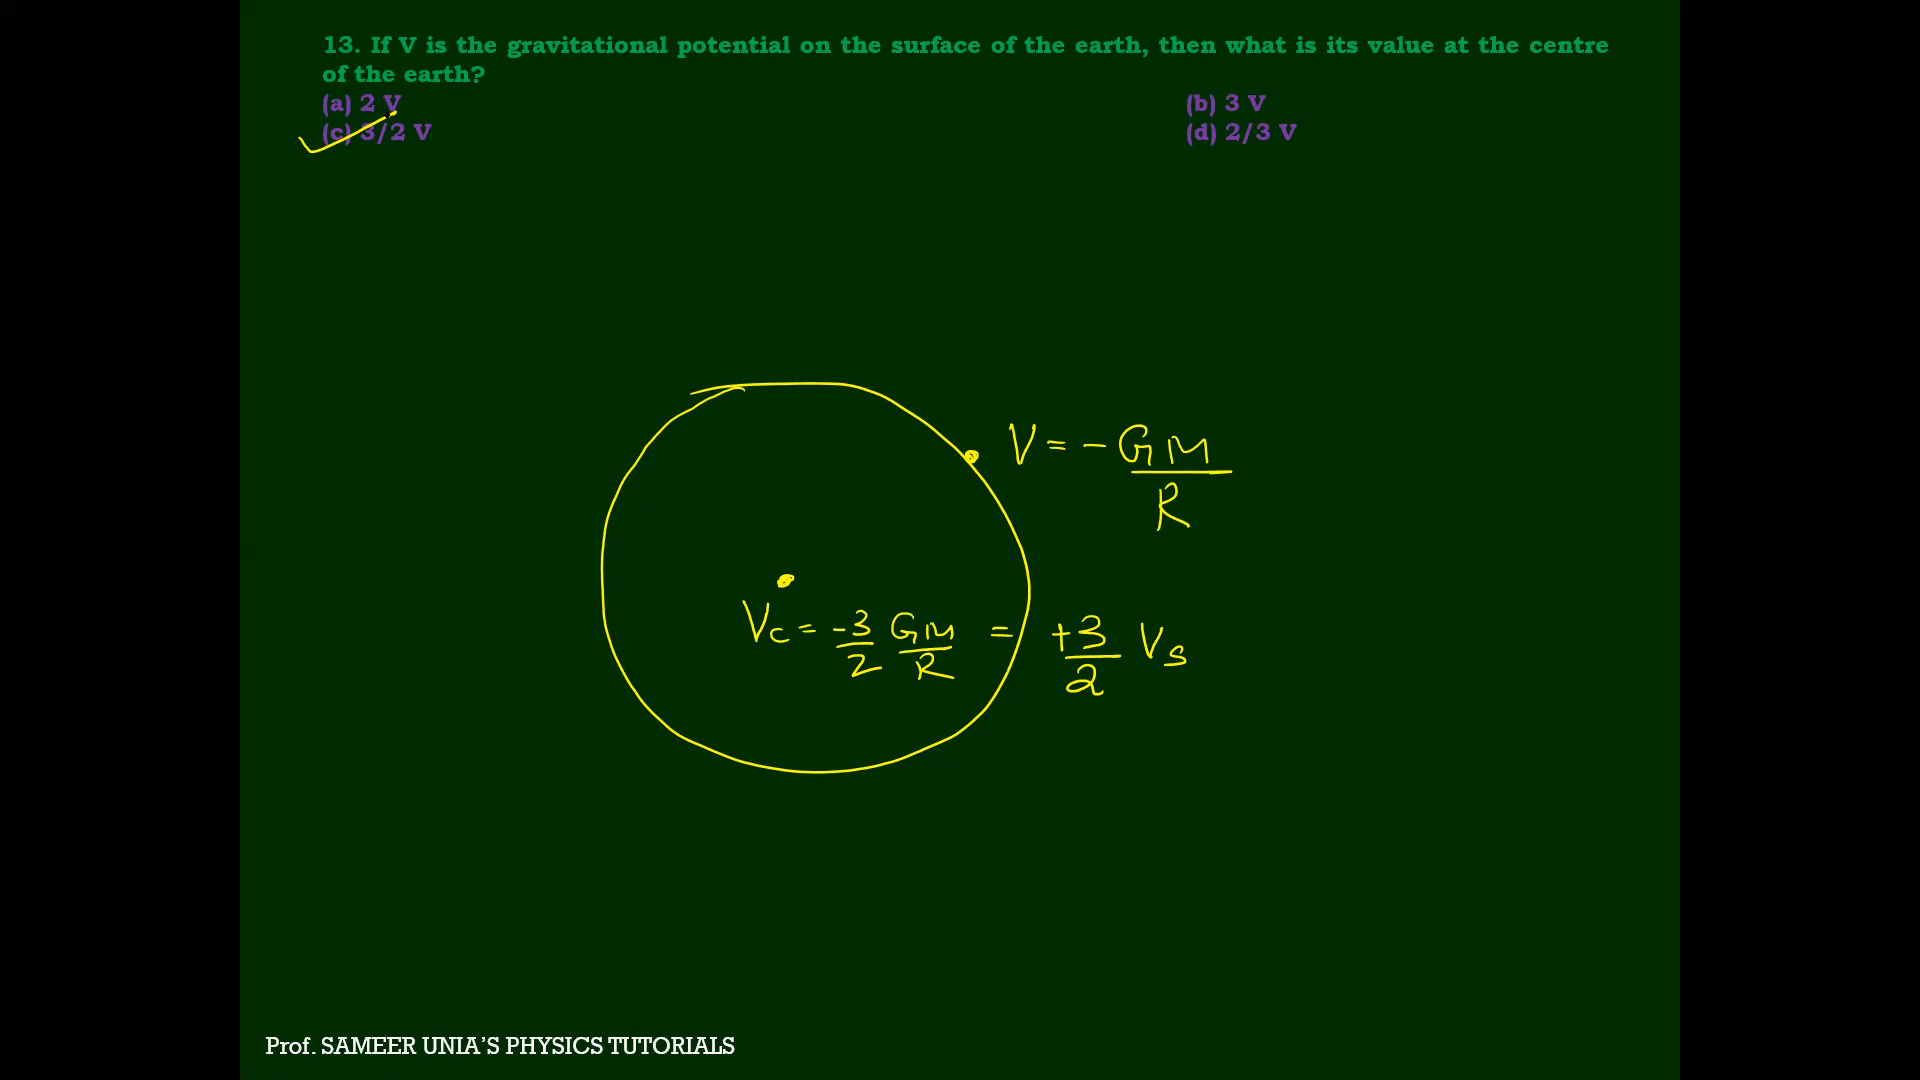 13. If V is the gravitational potential on the surface of the earth, then what is its value at the centre
of the earth?
(a) 2 V (b) 3 V
(c) 3/2 V (d) 2/3 V
V = - GM/R
Vc = -3/2 GM/R = +3/2 Vs
Prof. SAMEER UNIA'S PHYSICS TUTORIALS